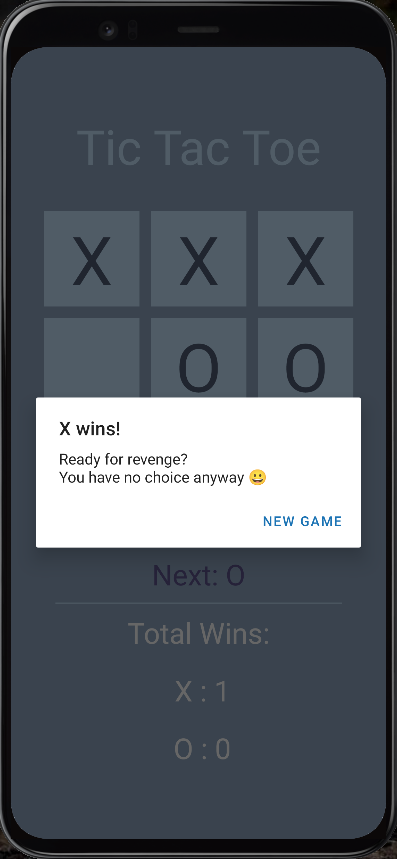 Tic Tac Toe
X X X
O O
X wins!
Ready for revenge?
You have no choice anyway 😀
NEW GAME
Next: O
Total Wins:
X : 1
O : 0